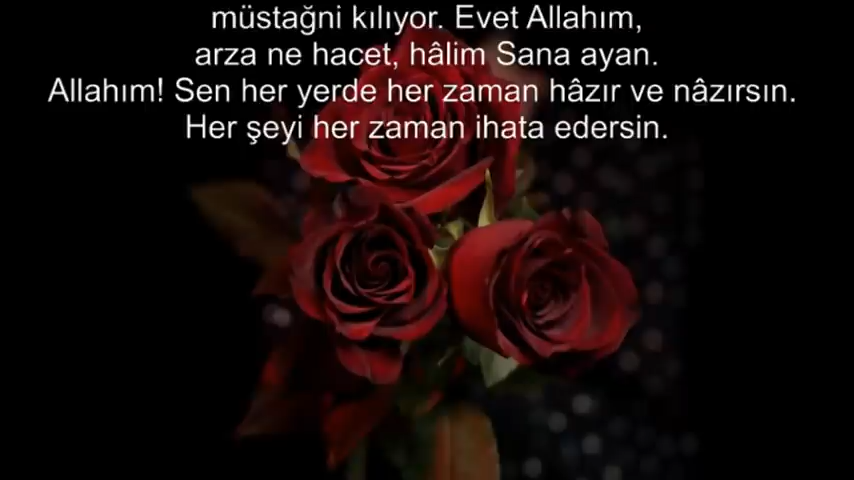 müstağni kılıyor. Evet Allahım,
arza ne hacet, hâlim Sana ayan.
Allahım! Sen her yerde her zaman hâzır ve nâzırsın.
Her şeyi her zaman ihata edersin.